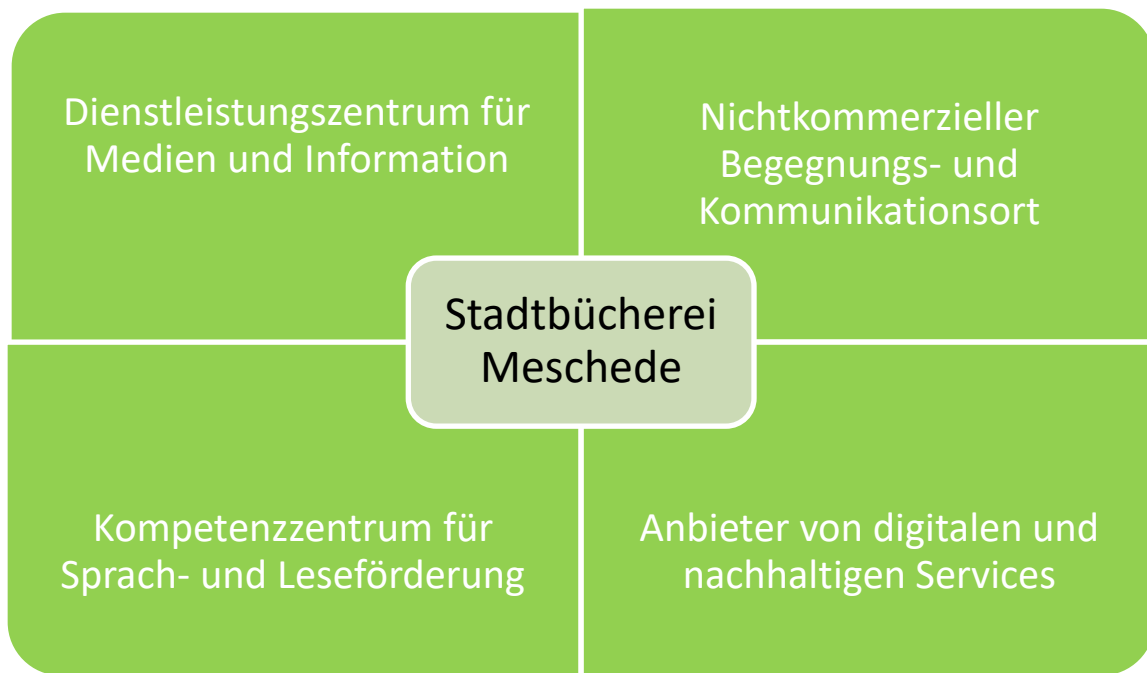 Dienstleistungszentrum für
Medien und Information
Nichtkommerzieller
Begegnungs- und
Kommunikationsort
Stadtbücherei
Meschede
Kompetenzzentrum für
Sprach- und Leseförderung
Anbieter von digitalen und
nachhaltigen Services